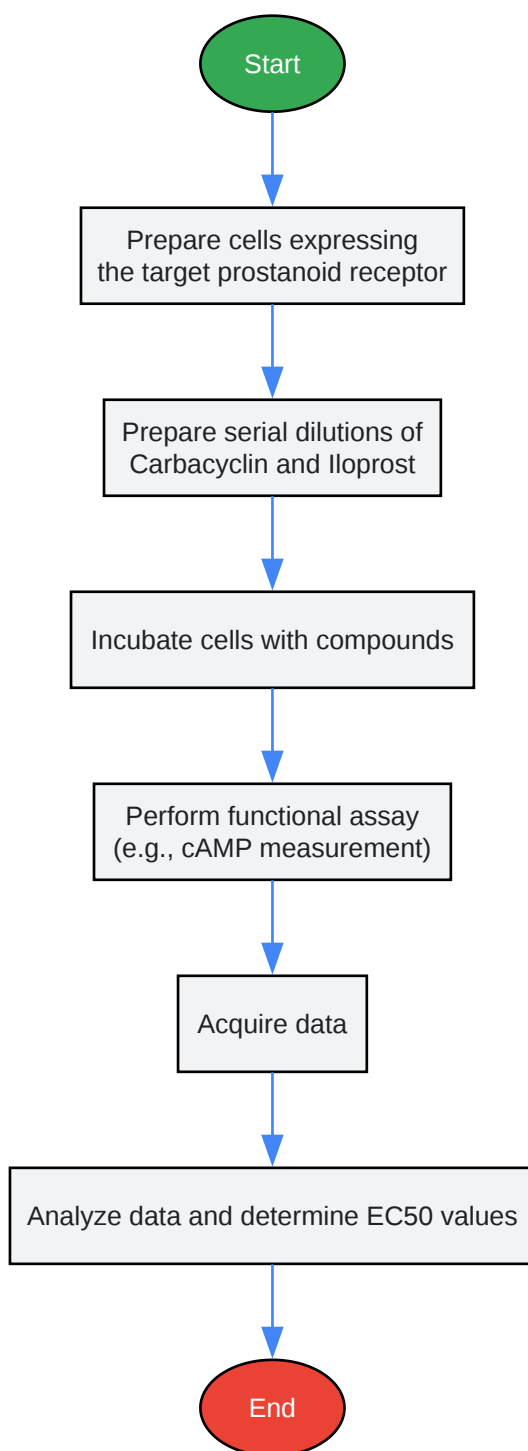 Start
Prepare cells expressing
the target prostanoid receptor
Prepare serial dilutions of
Carbacyclin and Iloprost
Incubate cells with compounds
Perform functional assay
(e.g., cAMP measurement)
Acquire data
Analyze data and determine EC50 values
End